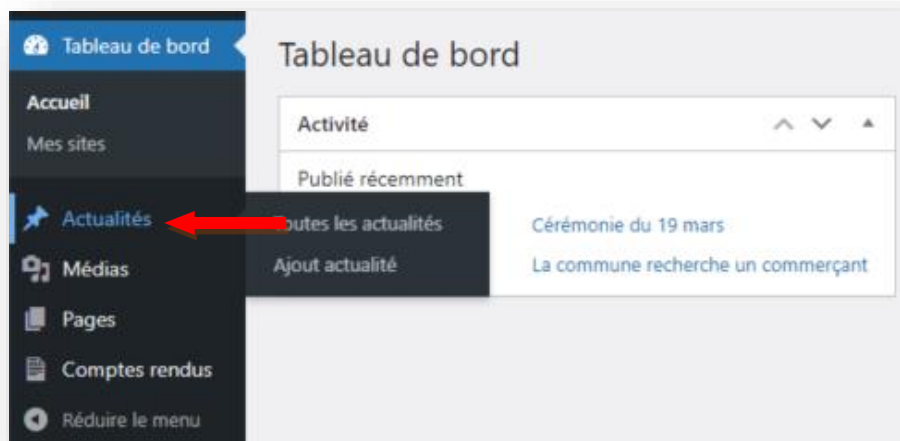 Tableau de bord
Accueil
Mes sites
Actualités
Médias
Pages
Comptes rendus
Réduire le menu
Tableau de bord
Activité
Publié récemment
Toutes les actualités
Ajout actualité
Cérémonie du 19 mars
La commune recherche un commerçant